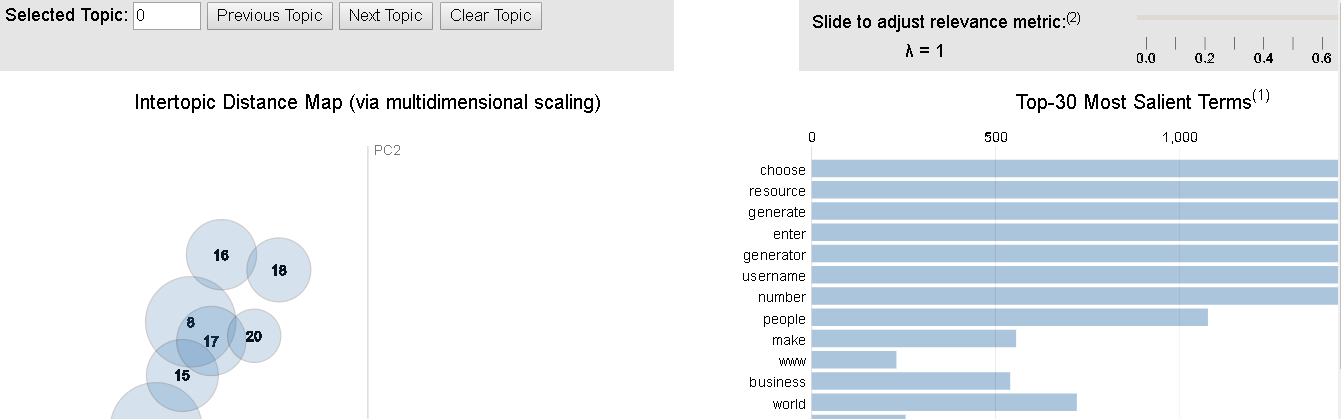 Selected Topic: 0 Previous Topic Next Topic Clear Topic
Slide to adjust relevance metric:(2)
λ = 1
0.0 0.2 0.4 0.6
Intertopic Distance Map (via multidimensional scaling)
PC2
16
18
8
17
20
15
Top-30 Most Salient Terms(1)
0 500 1,000
choose
resource
generate
enter
generator
username
number
people
make
www
business
world